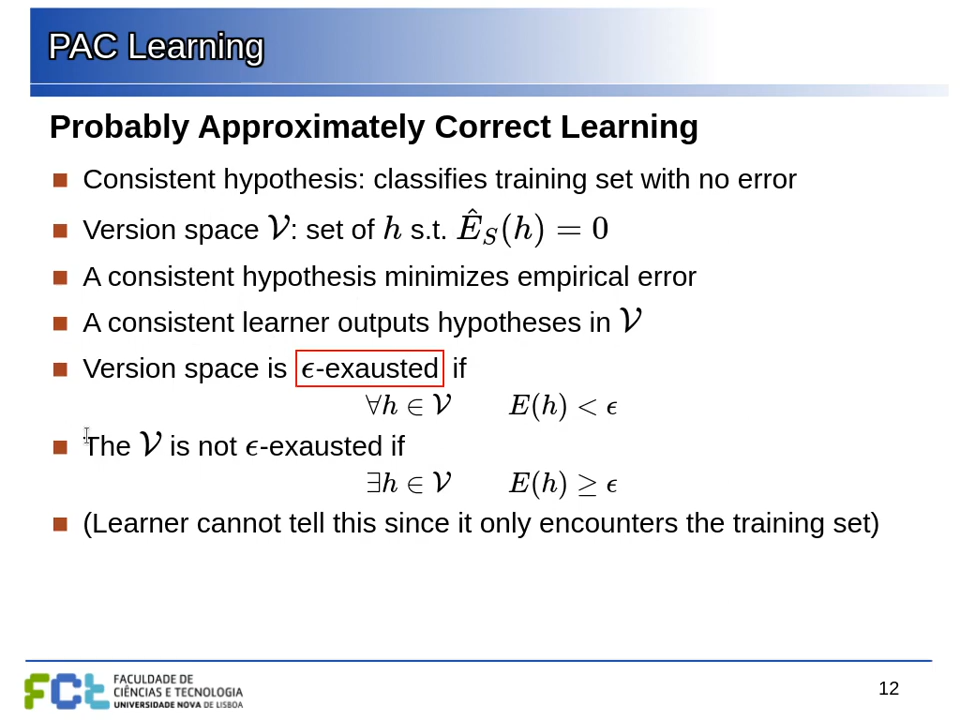 PAC Learning
Probably Approximately Correct Learning
Consistent hypothesis: classifies training set with no error
Version space 𝒱: set of h s.t. Ê_S(h) = 0
A consistent hypothesis minimizes empirical error
A consistent learner outputs hypotheses in 𝒱
Version space is ϵ-exausted if
∀h ∈ 𝒱 E(h) < ϵ
The 𝒱 is not ϵ-exausted if
∃h ∈ 𝒱 E(h) ≥ ϵ
(Learner cannot tell this since it only encounters the training set)
FCt
FACULDADE DE
CIÊNCIAS E TECNOLOGIA
UNIVERSIDADE NOVA DE LISBOA
12